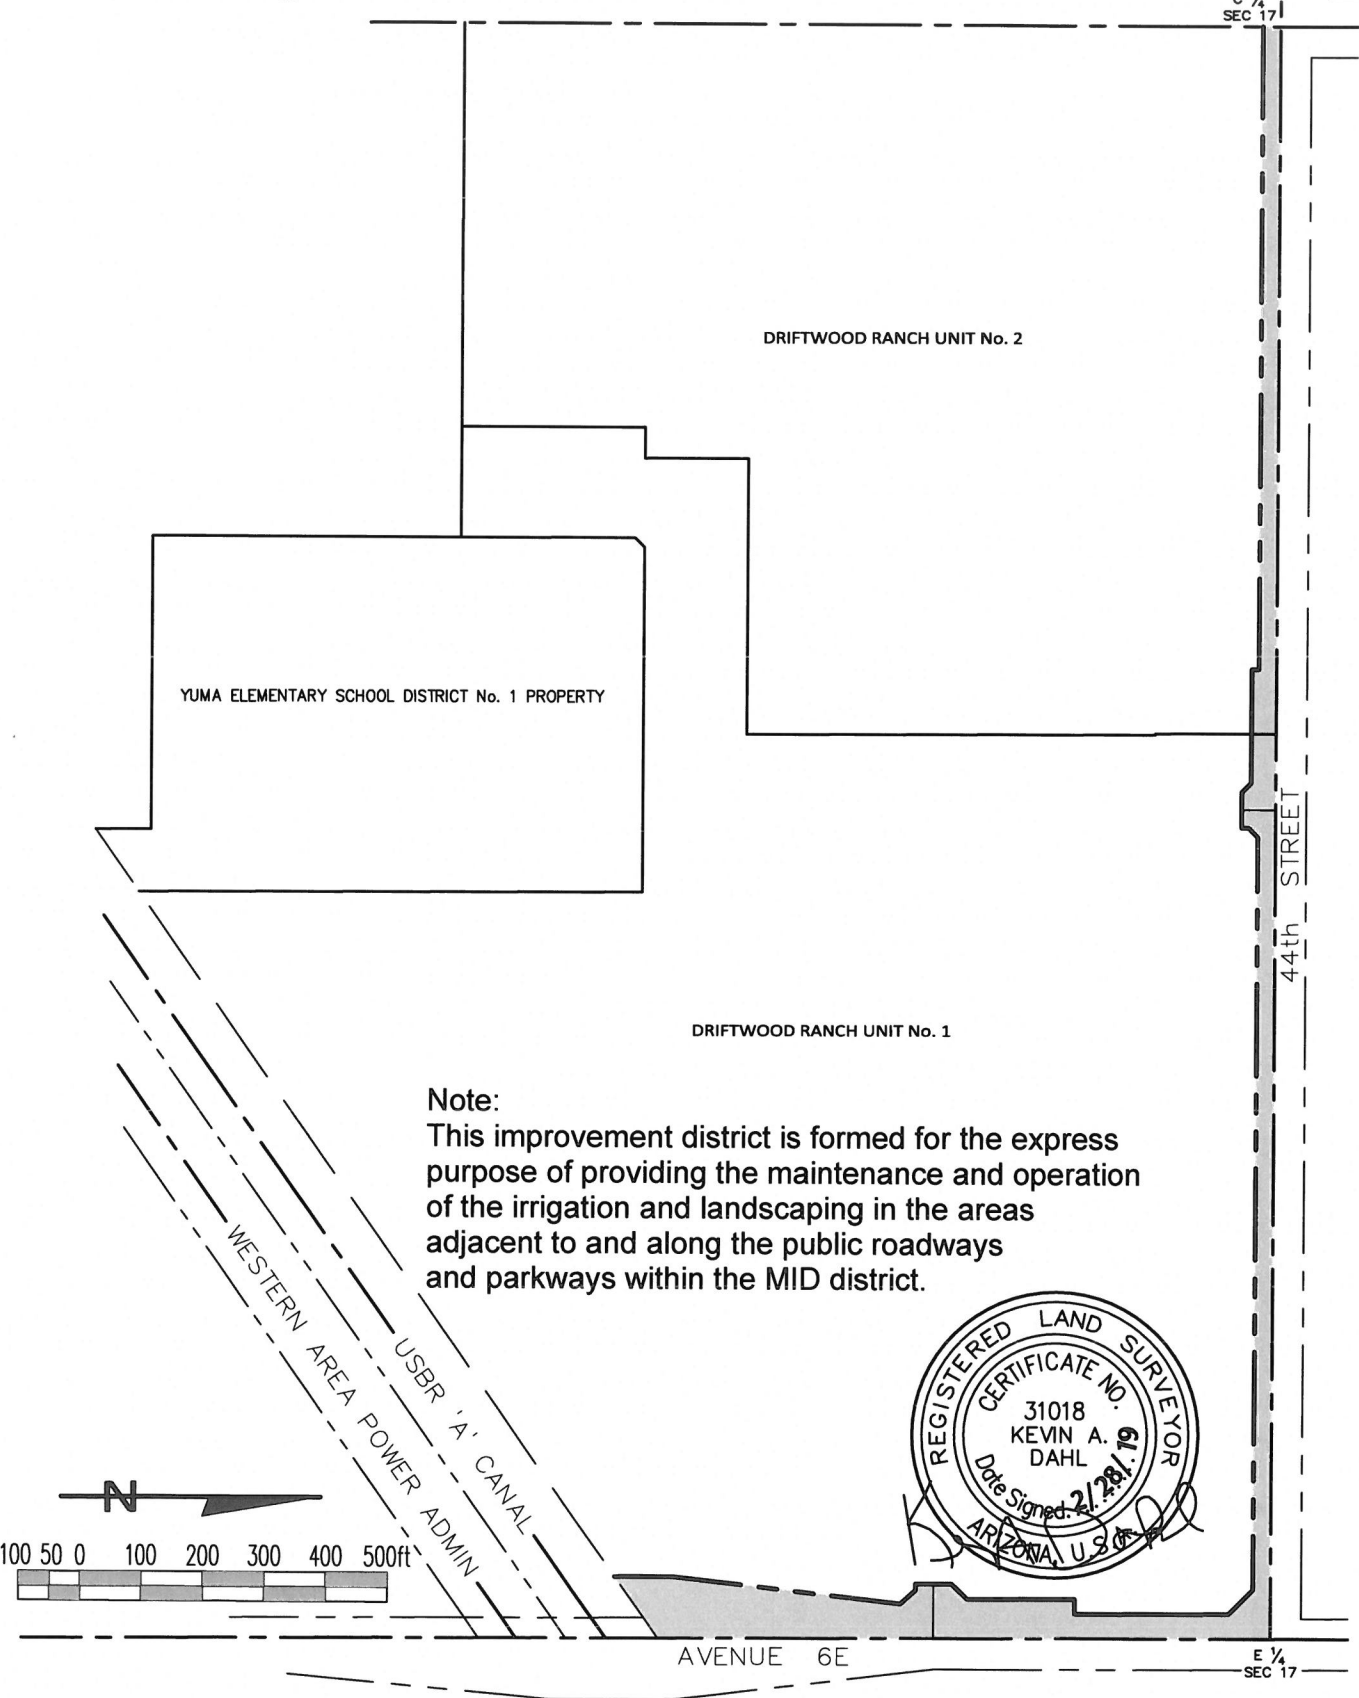 C 1/4
SEC 17
DRIFTWOOD RANCH UNIT No. 2
YUMA ELEMENTARY SCHOOL DISTRICT No. 1 PROPERTY
44th STREET
DRIFTWOOD RANCH UNIT No. 1
Note:
This improvement district is formed for the express
purpose of providing the maintenance and operation
of the irrigation and landscaping in the areas
adjacent to and along the public roadways
and parkways within the MID district.
WESTERN AREA POWER ADMIN
USBR 'A' CANAL
REGISTERED LAND SURVEYOR
CERTIFICATE NO.
31018
KEVIN A.
DAHL
Date Signed. 2/28/19
ARIZONA, U.S.A.
N
100 50 0 100 200 300 400 500ft
AVENUE 6E
E 1/4
SEC 17